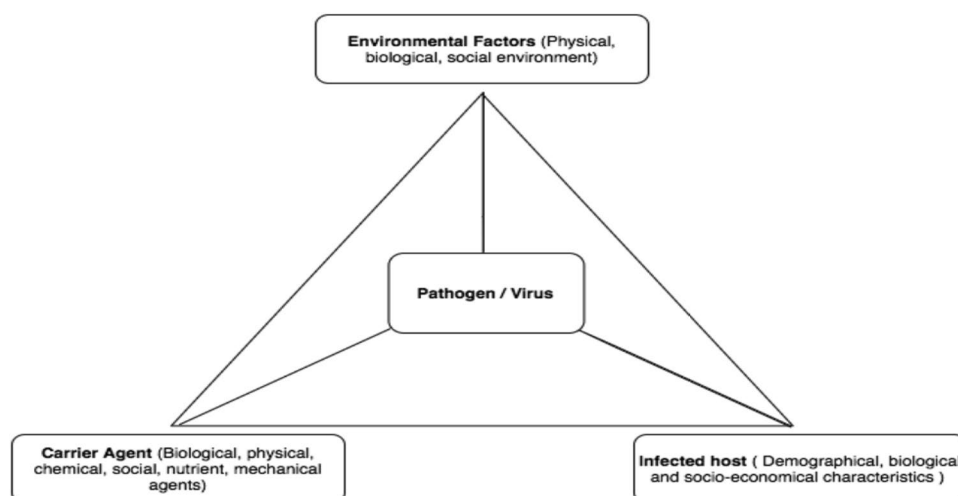 Environmental Factors (Physical,
biological, social environment)
Pathogen / Virus
Carrier Agent (Biological, physical,
chemical, social, nutrient, mechanical
agents)
Infected host ( Demographical, biological
and socio-economical characteristics )